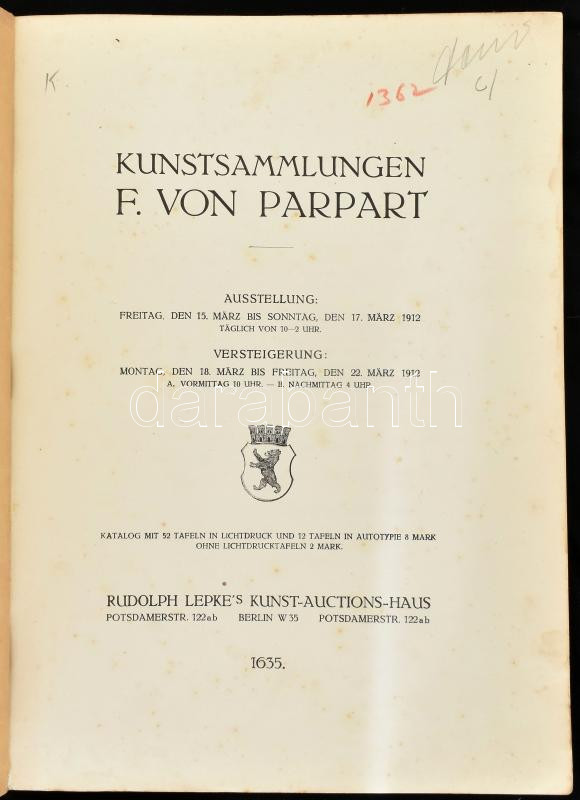 K
1362
KUNSTSAMMLUNGEN
F. VON PARPART
AUSSTELLUNG:
FREITAG, DEN 15. MÄRZ BIS SONNTAG, DEN 17. MÄRZ 1912
TÄGLICH VON 10–2 UHR.
VERSTEIGERUNG:
MONTAG, DEN 18. MÄRZ BIS FREITAG, DEN 22. MÄRZ 1912
A. VORMITTAG 10 UHR. — B. NACHMITTAG 4 UHR.
darabanth
KATALOG MIT 52 TAFELN IN LICHTDRUCK UND 12 TAFELN IN AUTOTYPIE 8 MARK
OHNE LICHTDRUCKTAFELN 2 MARK.
RUDOLPH LEPKE'S KUNST-AUCTIONS-HAUS
POTSDAMERSTR. 122ab BERLIN W 35 POTSDAMERSTR. 122ab
1635.